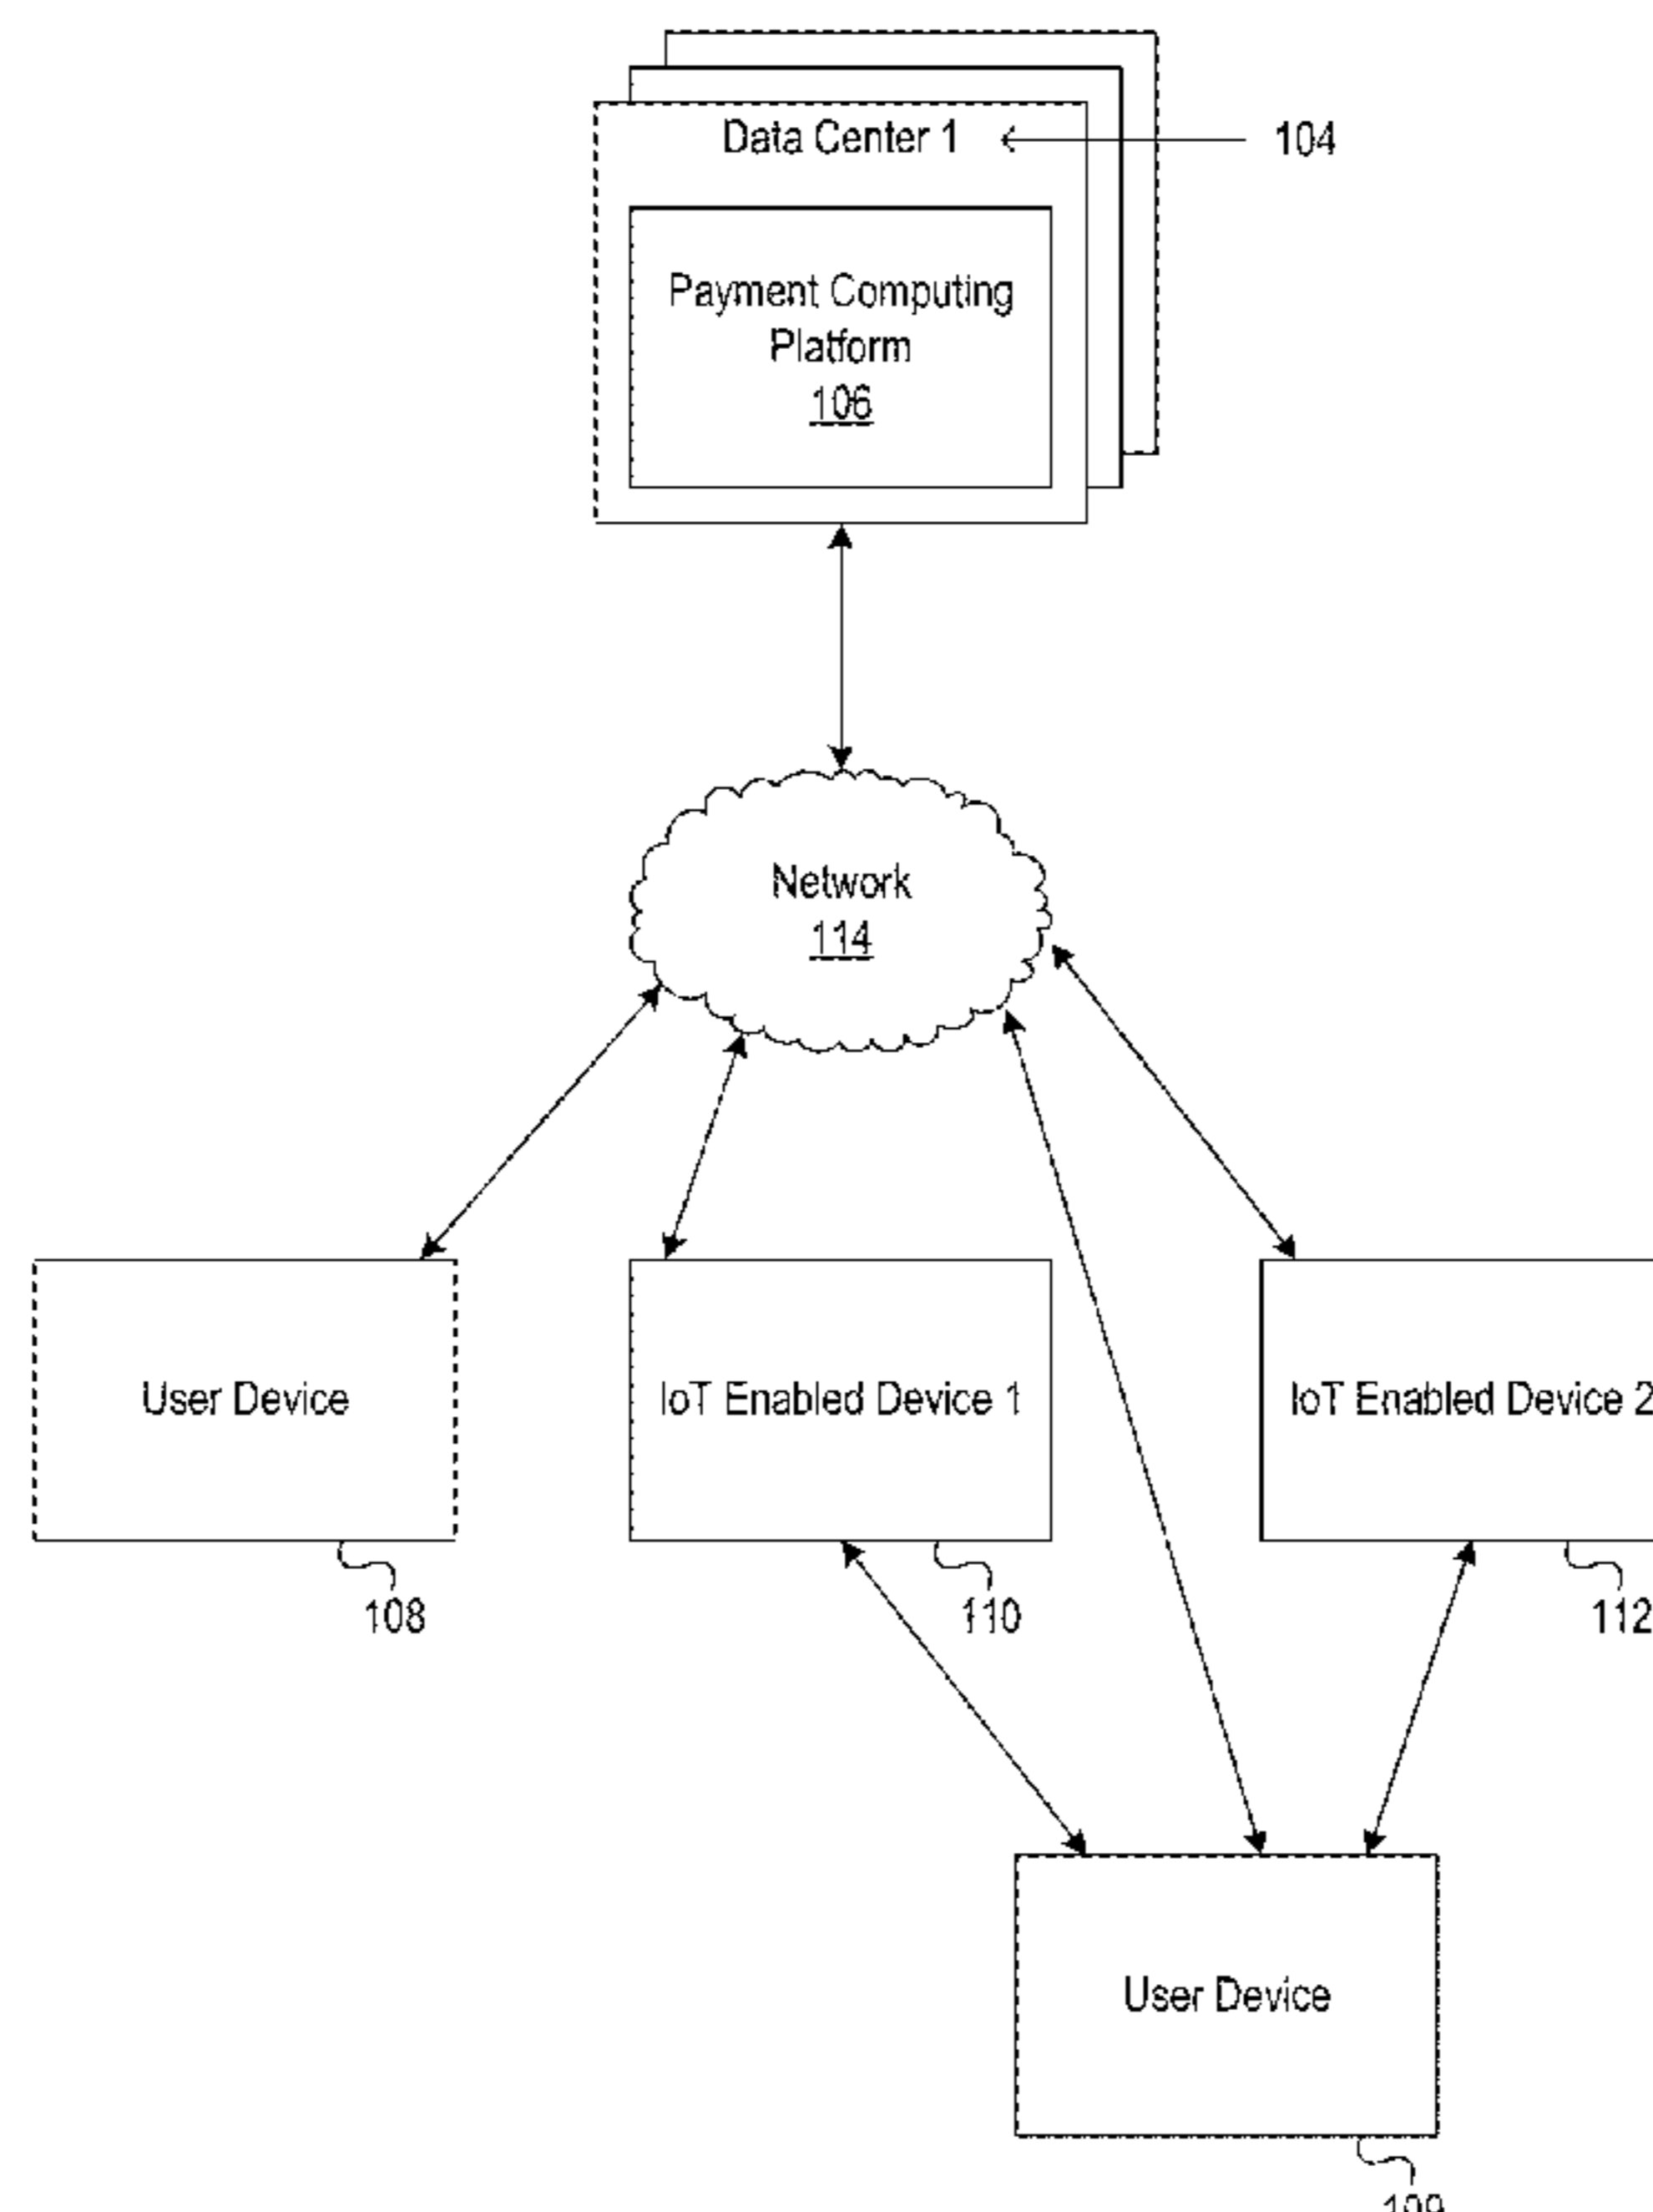 Data Center 1
104
Payment Computing
Platform
106
Network
114
User Device
IoT Enabled Device 1
IoT Enabled Device 2
108
110
112
User Device
109